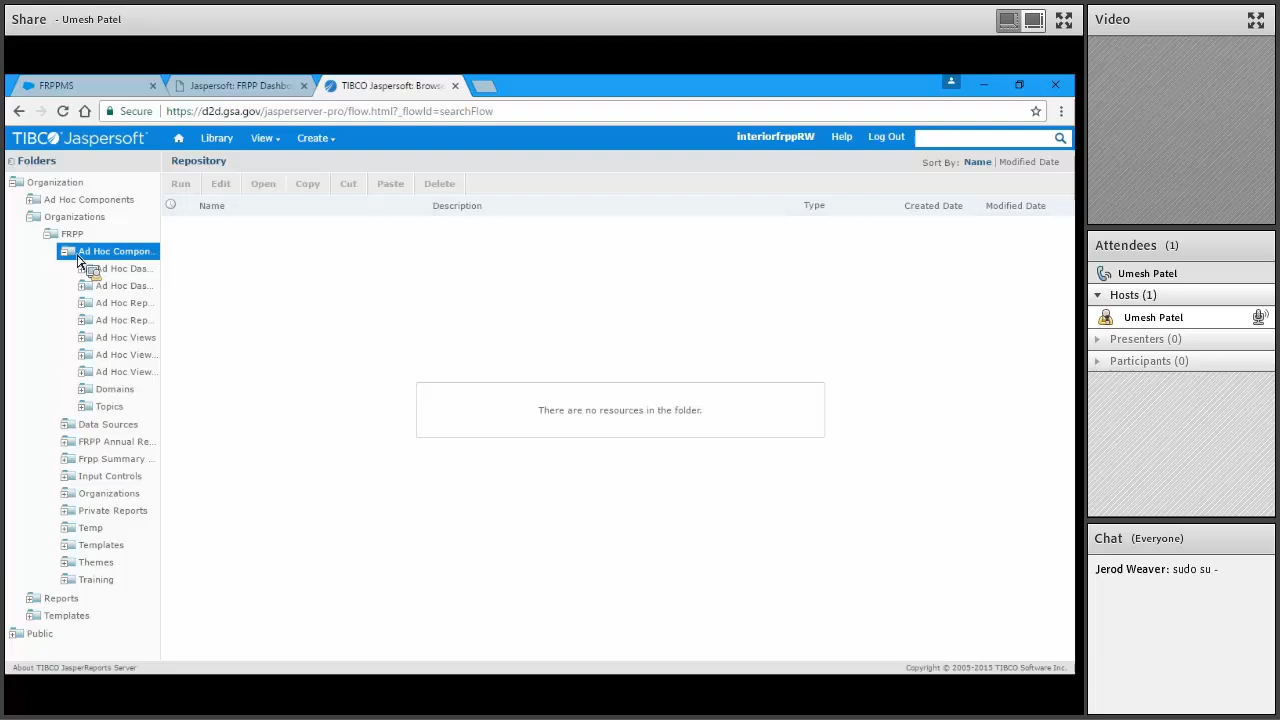 Share - Umesh Patel
FRPPMS
Jaspersoft: FRPP Dashbo
TIBCO Jaspersoft: Brows
Secure https://d2d.gsa.gov/jasperserver-pro/flow.html?_flowId=searchFlow
TIBCO Jaspersoft Library View Create interiorfrppRW Help Log Out
Folders
Organization
Ad Hoc Components
Organizations
FRPP
Ad Hoc Compon...
Ad Hoc Das...
Ad Hoc Das...
Ad Hoc Rep...
Ad Hoc Rep...
Ad Hoc Views
Ad Hoc View...
Ad Hoc View...
Domains
Topics
Data Sources
FRPP Annual Re...
Frpp Summary ...
Input Controls
Organizations
Private Reports
Temp
Templates
Themes
Training
Reports
Templates
Public
Repository
Sort By: Name | Modified Date
Run Edit Open Copy Cut Paste Delete
Name Description Type Created Date Modified Date
There are no resources in the folder.
About TIBCO JasperReports Server
Copyright © 2005-2015 TIBCO Software Inc.
Video
Attendees (1)
Umesh Patel
Hosts (1)
Umesh Patel
Presenters (0)
Participants (0)
Chat (Everyone)
Jerod Weaver: sudo su -